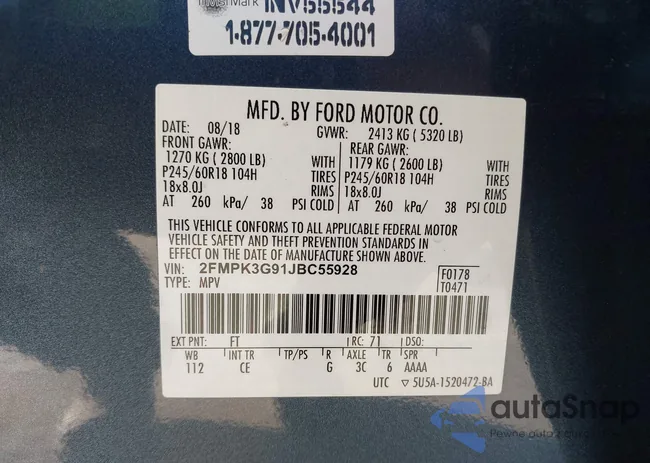 INV55544
1-877-705-4001
MFD. BY FORD MOTOR CO.
DATE: 08/18 GVWR: 2413 KG ( 5320 LB)
FRONT GAWR: REAR GAWR:
1270 KG ( 2800 LB) WITH 1179 KG ( 2600 LB) WITH
P245/60R18 104H TIRES P245/60R18 104H TIRES
18x8.0J RIMS 18x8.0J RIMS
AT 260 kPa/ 38 PSI COLD AT 260 kPa/ 38 PSI COLD
THIS VEHICLE CONFORMS TO ALL APPLICABLE FEDERAL MOTOR
VEHICLE SAFETY AND THEFT PREVENTION STANDARDS IN
EFFECT ON THE DATE OF MANUFACTURE SHOWN ABOVE.
VIN: 2FMPK3G91JBC55928 F0178
TYPE: MPV T0471
EXT PNT: FT RC: 71 DSO:
WB INT TR TP/PS R AXLE TR SPR
112 CE G 3C 6 AAAA
UTC ▽ 5U5A-1520472-BA
autaSnap
Pewne auta z